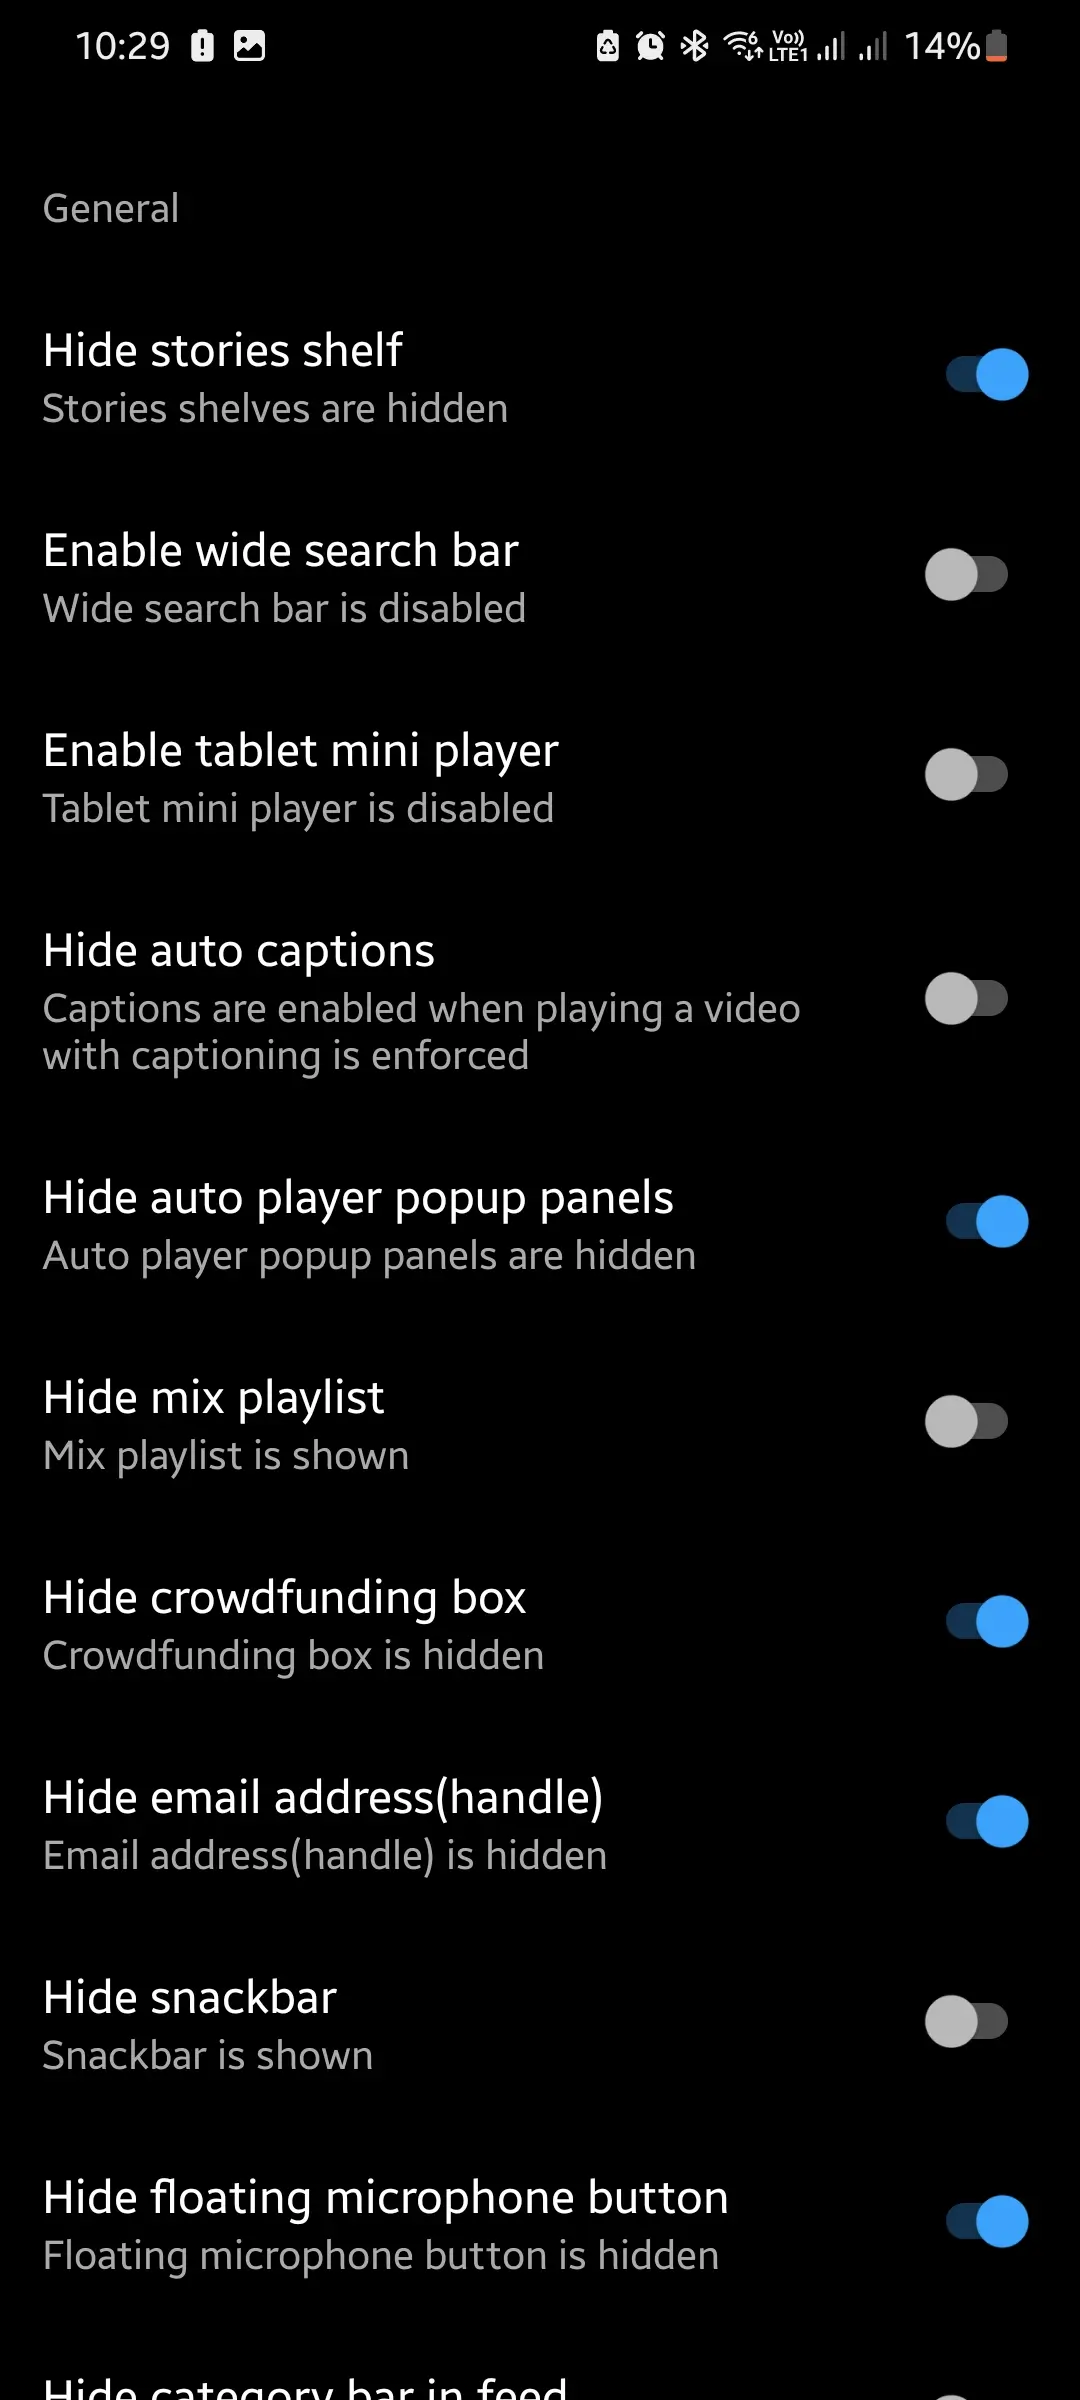 10:29
Vo)) LTE1 14%
General
Hide stories shelf
Stories shelves are hidden
Enable wide search bar
Wide search bar is disabled
Enable tablet mini player
Tablet mini player is disabled
Hide auto captions
Captions are enabled when playing a video
with captioning is enforced
Hide auto player popup panels
Auto player popup panels are hidden
Hide mix playlist
Mix playlist is shown
Hide crowdfunding box
Crowdfunding box is hidden
Hide email address(handle)
Email address(handle) is hidden
Hide snackbar
Snackbar is shown
Hide floating microphone button
Floating microphone button is hidden
Hide category bar in feed